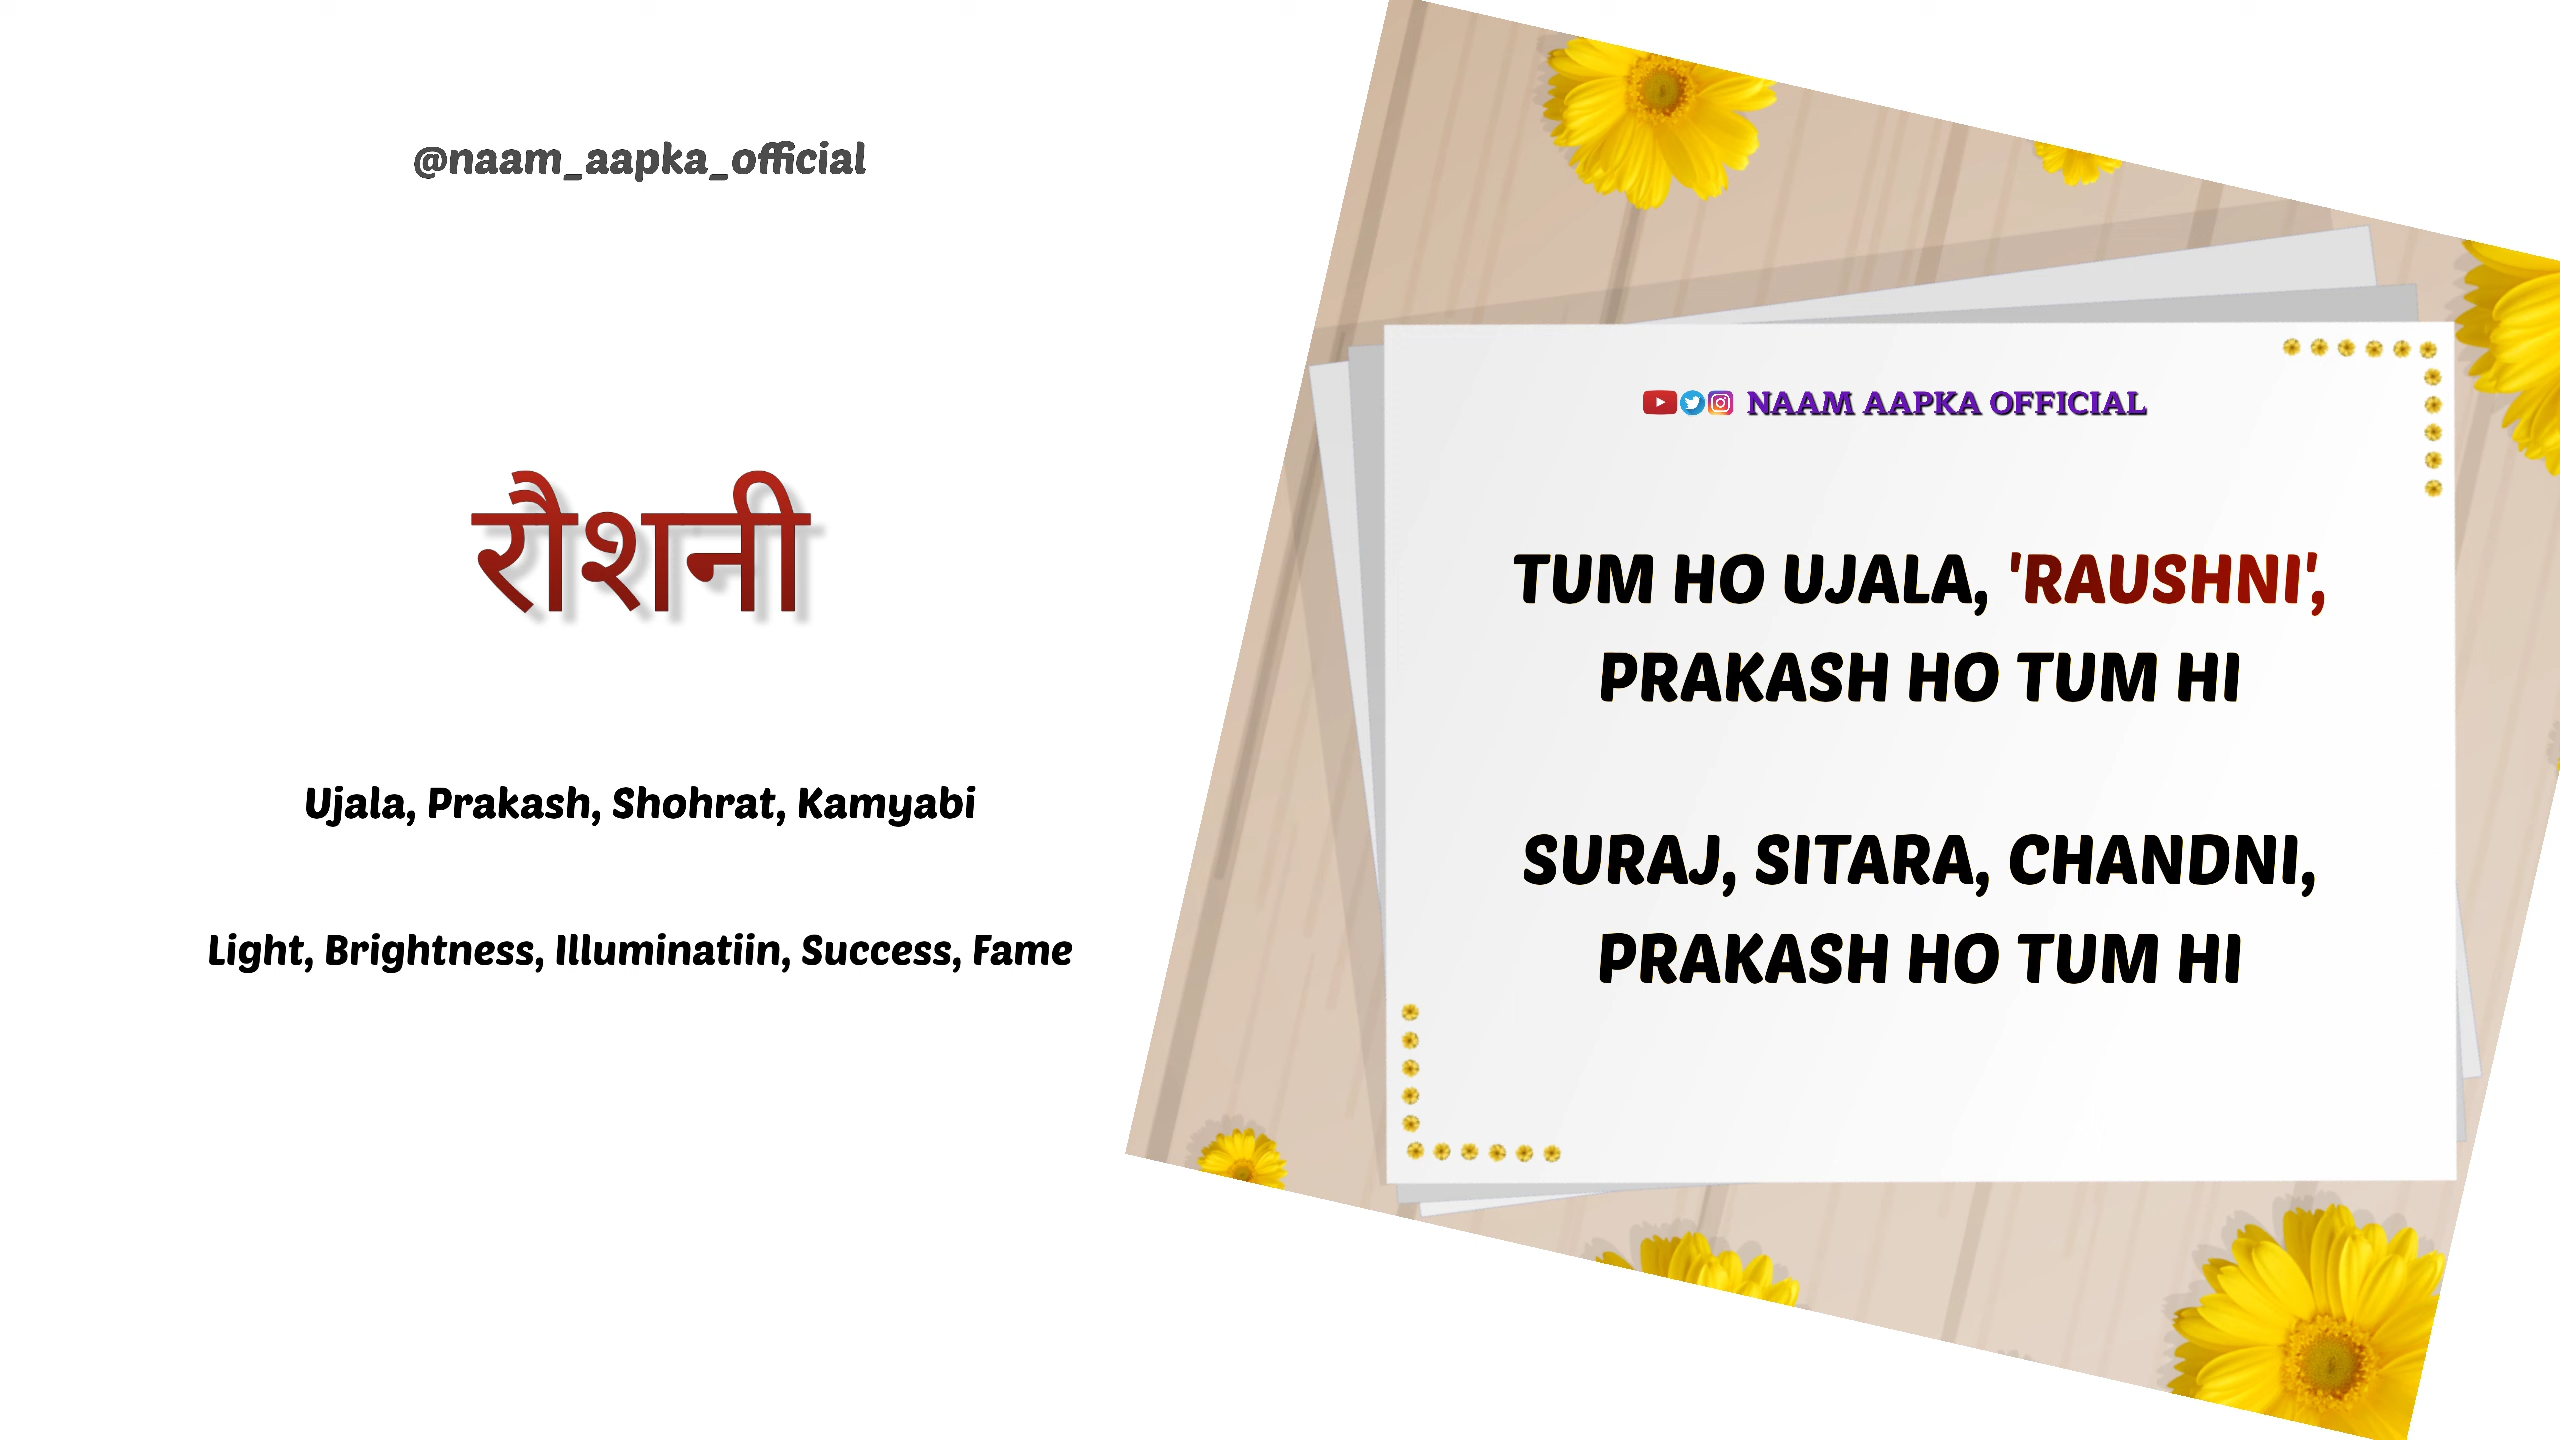 @naam_aapka_official
रौशनी
Ujala, Prakash, Shohrat, Kamyabi
Light, Brightness, Illuminatiin, Success, Fame
NAAM AAPKA OFFICIAL
TUM HO UJALA, 'RAUSHNI',
PRAKASH HO TUM HI
SURAJ, SITARA, CHANDNI,
PRAKASH HO TUM HI